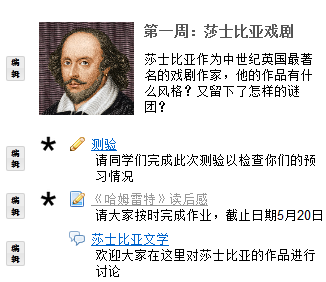 第一周：莎士比亚戏剧
编辑
莎士比亚作为中世纪英国最著
名的戏剧作家，他的作品有什
么风格？又留下了怎样的谜
团？
编辑
* 测验
请同学们完成此次测验以检查你们的预
习情况
编辑
* 《哈姆雷特》读后感
请大家按时完成作业，截止日期5月20日
编辑
莎士比亚文学
欢迎大家在这里对莎士比亚的作品进行
讨论